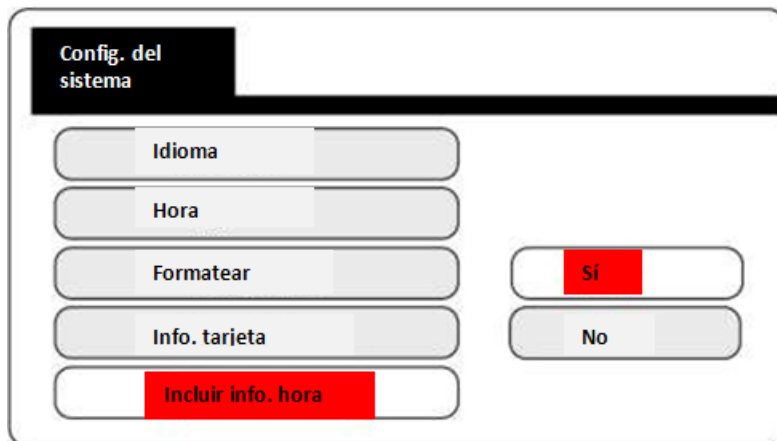 Config. del
sistema
Idioma
Hora
Formatear
Sí
Info. tarjeta
No
Incluir info. hora